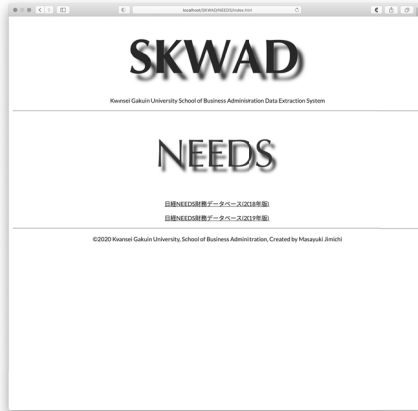 localhost/SKWAD/NEEDS/index.html
SKWAD
Kwansei Gakuin University School of Business Administration Data Extraction System
NEEDS
日経NEEDS財務データベース(2018年版)
日経NEEDS財務データベース(2019年版)
©2020 Kwansei Gakuin University, School of Business Adminitration, Created by Masayuki Jimichi